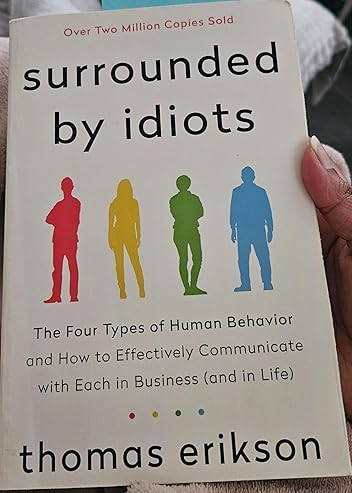 Over Two Million Copies Sold
surrounded
by idiots
The Four Types of Human Behavior
and How to Effectively Communicate
with Each in Business (and in Life)
thomas erikson